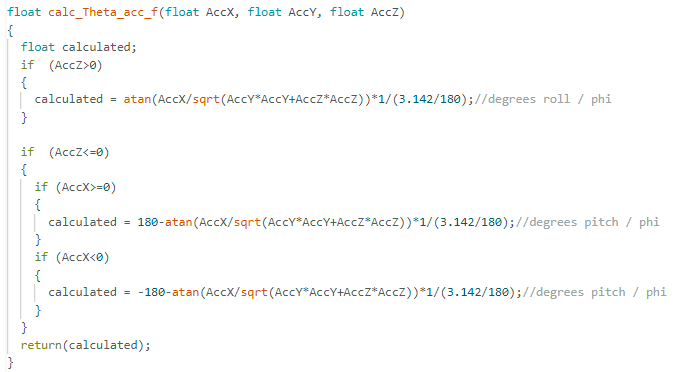 float calc_Theta_acc_f(float AccX, float AccY, float AccZ)
{
  float calculated;
  if  (AccZ>0)
  {
    calculated = atan(AccX/sqrt(AccY*AccY+AccZ*AccZ))*1/(3.142/180);//degrees roll / phi
  }

  if  (AccZ<=0)
  {
    if (AccX>=0)
    {
      calculated = 180-atan(AccX/sqrt(AccY*AccY+AccZ*AccZ))*1/(3.142/180);//degrees pitch / phi
    }
    if (AccX<0)
    {
      calculated = -180-atan(AccX/sqrt(AccY*AccY+AccZ*AccZ))*1/(3.142/180);//degrees pitch / phi
    }
  }
  return(calculated);
}